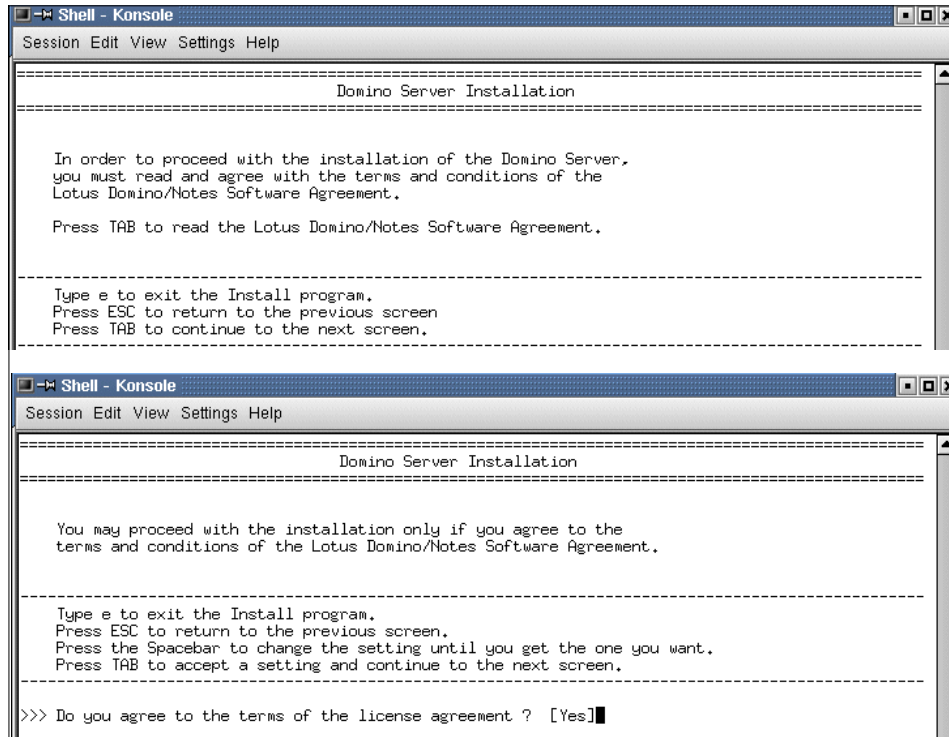 Shell - Konsole
Session Edit View Settings Help
Domino Server Installation
In order to proceed with the installation of the Domino Server,
you must read and agree with the terms and conditions of the
Lotus Domino/Notes Software Agreement.
Press TAB to read the Lotus Domino/Notes Software Agreement.
Type e to exit the Install program.
Press ESC to return to the previous screen
Press TAB to continue to the next screen.
Shell - Konsole
Session Edit View Settings Help
Domino Server Installation
You may proceed with the installation only if you agree to the
terms and conditions of the Lotus Domino/Notes Software Agreement.
Type e to exit the Install program.
Press ESC to return to the previous screen.
Press the Spacebar to change the setting until you get the one you want.
Press TAB to accept a setting and continue to the next screen.
>>> Do you agree to the terms of the license agreement ? [Yes]